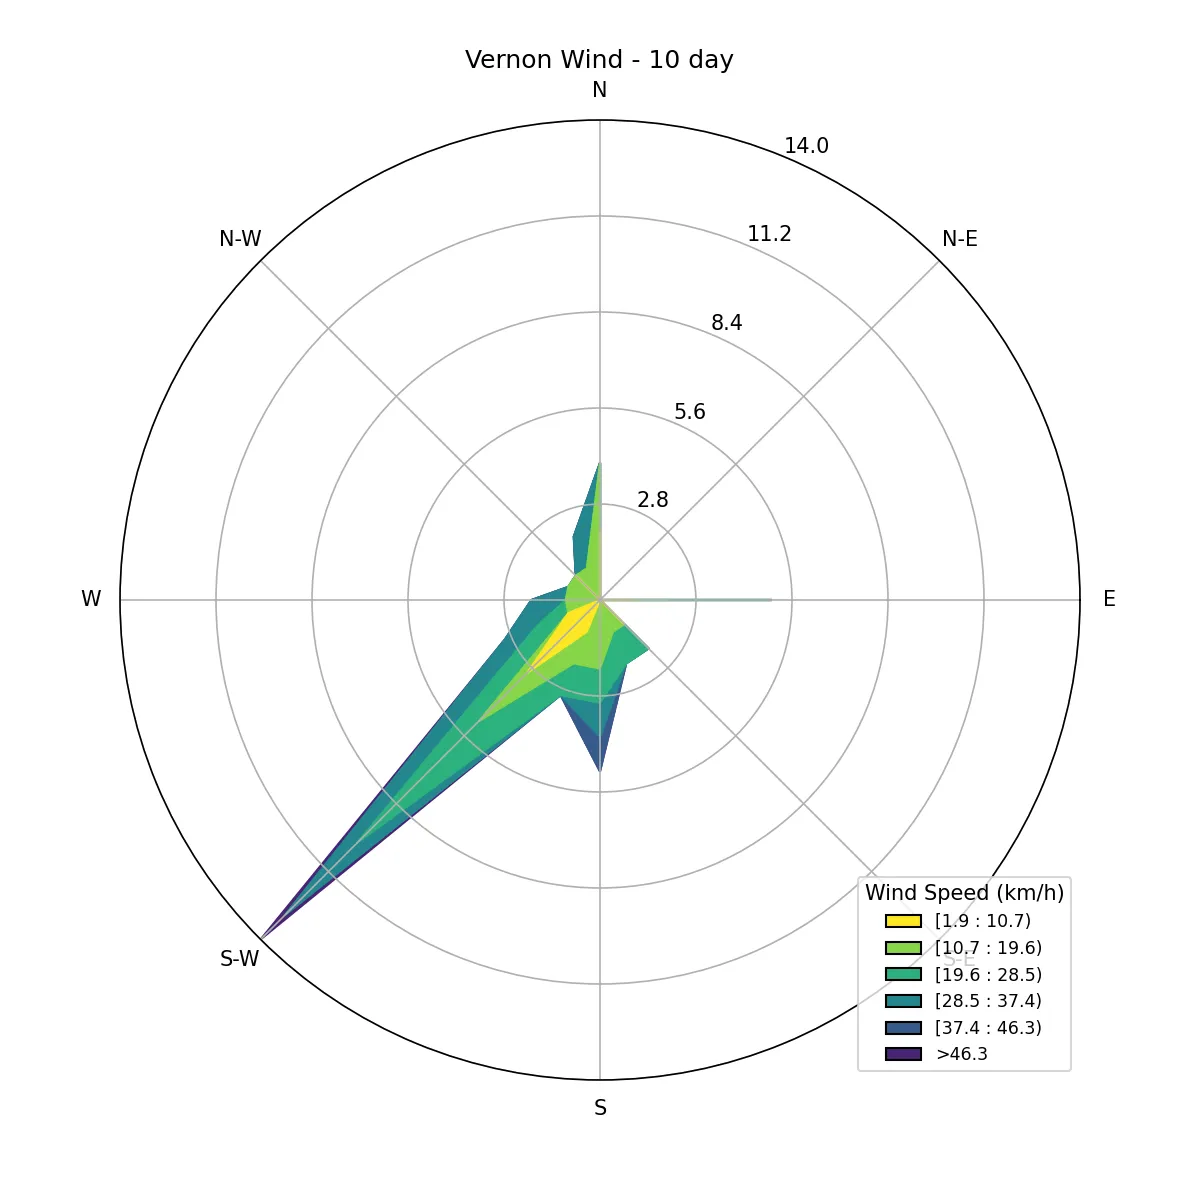 Vernon Wind - 10 day
N
14.0
11.2
N-W
N-E
8.4
5.6
2.8
W
E
Wind Speed (km/h)
[1.9 : 10.7)
[10.7 : 19.6)
S-W
S-E
[19.6 : 28.5)
[28.5 : 37.4)
[37.4 : 46.3)
>46.3
S